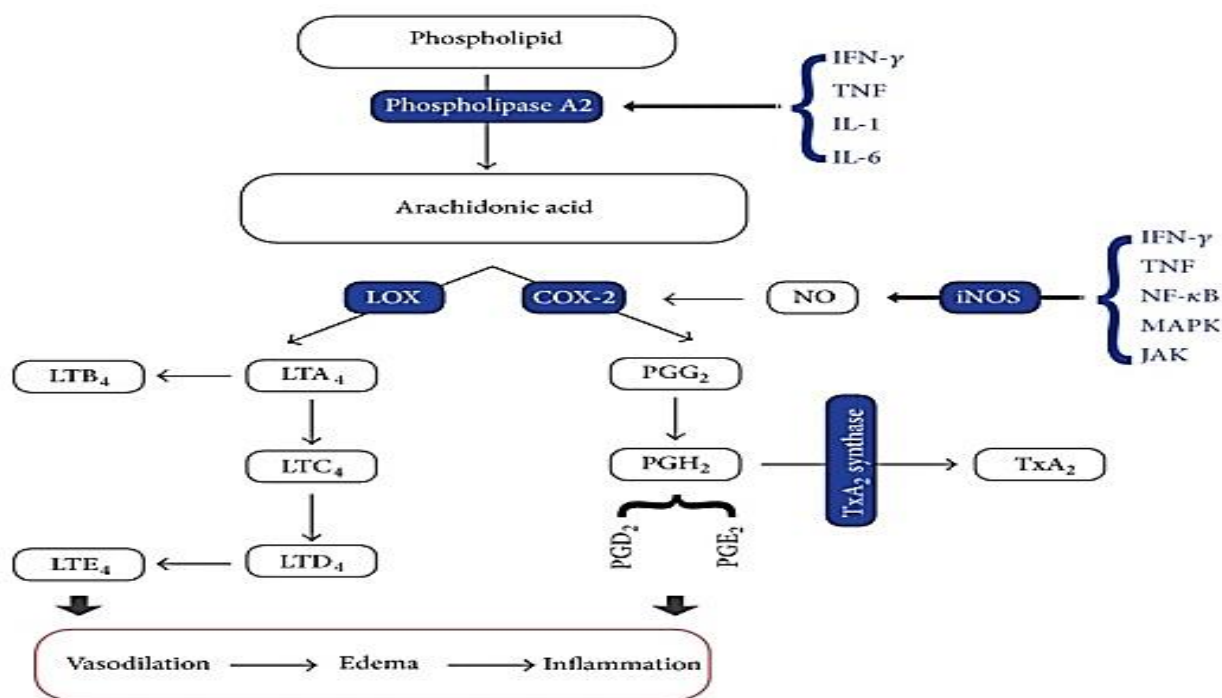 Phospholipid
IFN-γ
TNF
IL-1
IL-6
Phospholipase A2
Arachidonic acid
IFN-γ
TNF
NF-κB
MAPK
JAK
LOX
COX-2
NO
iNOS
LTB₄
LTA₄
PGG₂
LTC₄
PGH₂
TxA₂ synthase
TxA₂
PGD₂
PGE₂
LTE₄
LTD₄
Vasodilation
Edema
Inflammation